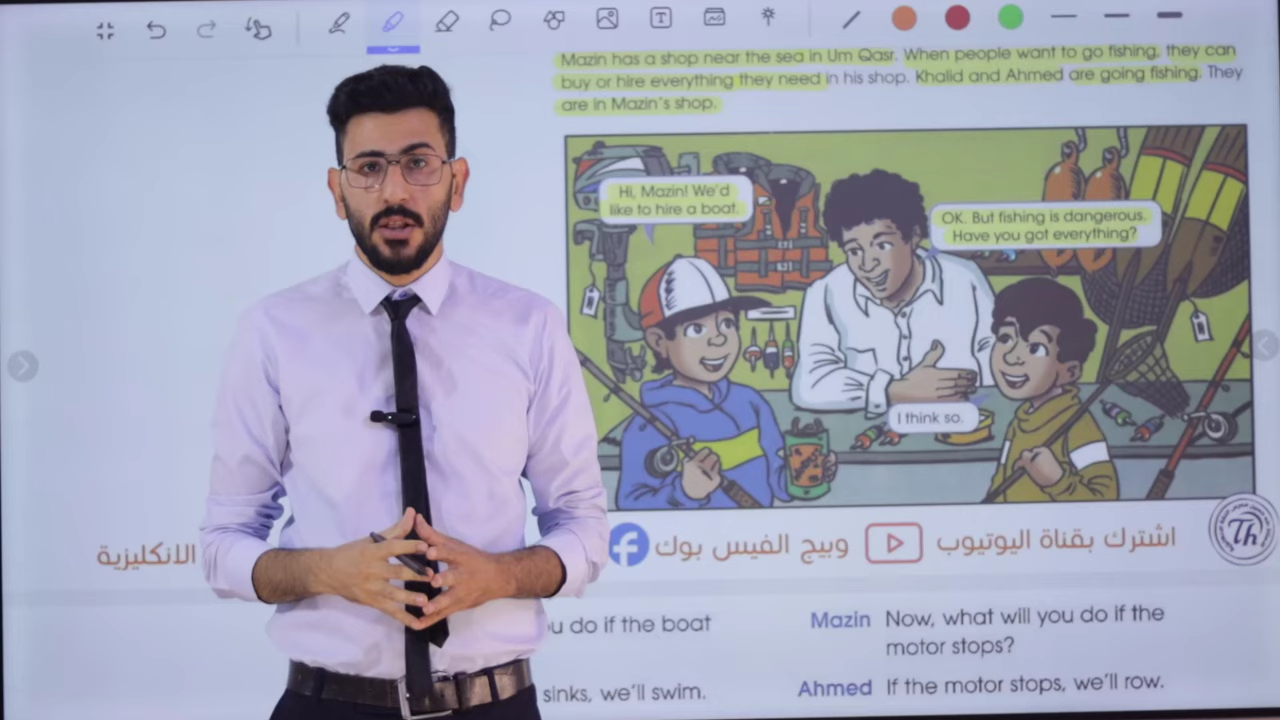 Mazin has a shop near the sea in Um Qasr. When people want to go fishing, they can
buy or hire everything they need in his shop. Khalid and Ahmed are going fishing. They
are in Mazin's shop.
Hi, Mazin! We'd
like to hire a boat.
OK. But fishing is dangerous.
Have you got everything?
I think so.
اشترك بقناة اليوتيوب وبيج الفيس بوك
الانكليزية
Th
do if the boat
sinks, we'll swim.
Mazin Now, what will you do if the
motor stops?
Ahmed If the motor stops, we'll row.